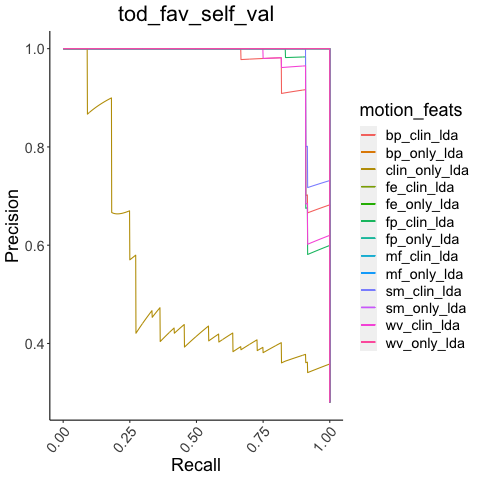 tod_fav_self_val
1.0
0.8
0.6
0.4
Precision
0.00
0.25
0.50
0.75
1.00
Recall
motion_feats
bp_clin_lda
bp_only_lda
clin_only_lda
fe_clin_lda
fe_only_lda
fp_clin_lda
fp_only_lda
mf_clin_lda
mf_only_lda
sm_clin_lda
sm_only_lda
wv_clin_lda
wv_only_lda